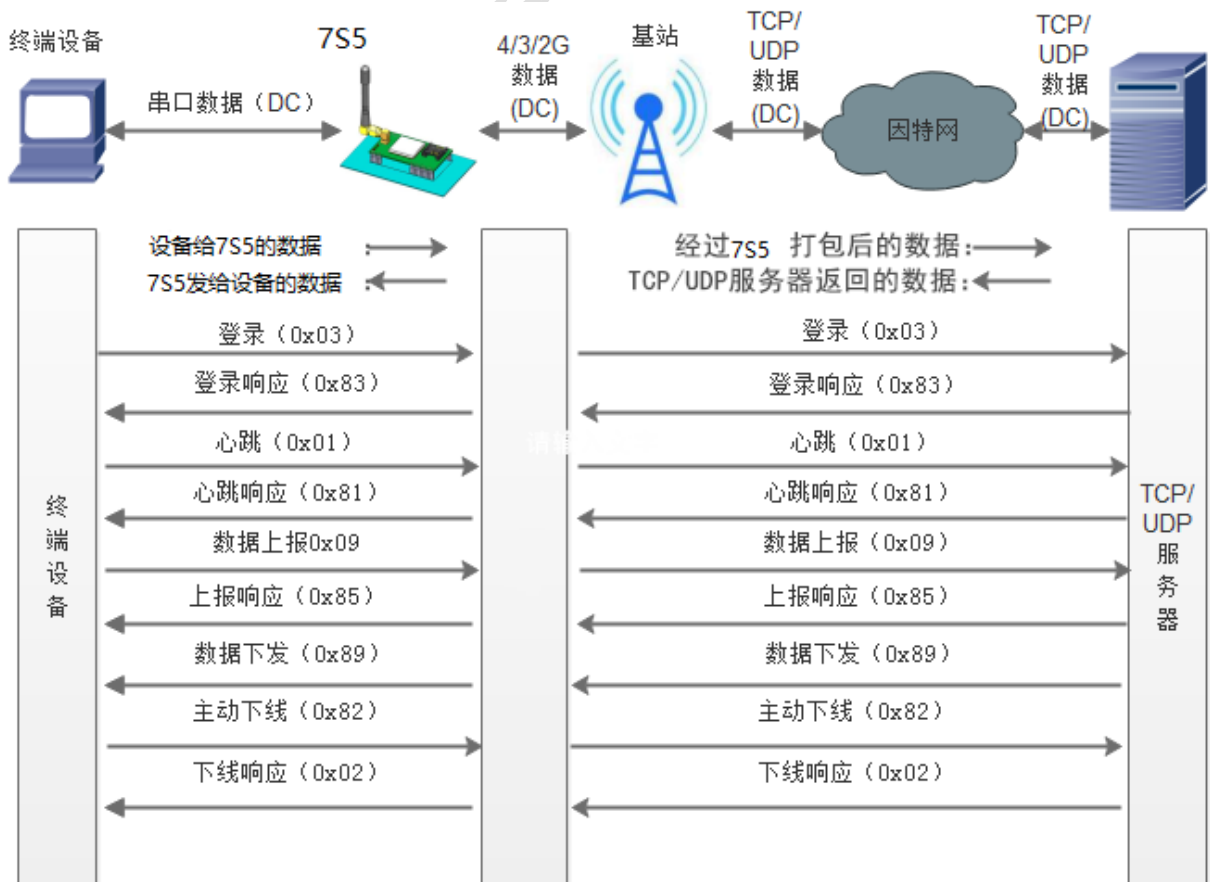 终端设备
7S5
4/3/2G
数据
(DC)
基站
TCP/
UDP
数据
(DC)
TCP/
UDP
数据
(DC)
串口数据（DC）
因特网
设备给7S5的数据 :
经过7S5 打包后的数据:
7S5发给设备的数据 :
TCP/UDP服务器返回的数据:
登录（0x03）
登录（0x03）
登录响应（0x83）
登录响应（0x83）
心跳（0x01）
心跳（0x01）
心跳响应（0x81）
心跳响应（0x81）
数据上报0x09
数据上报（0x09）
上报响应（0x85）
上报响应（0x85）
数据下发（0x89）
数据下发（0x89）
主动下线（0x82）
主动下线（0x82）
下线响应（0x02）
下线响应（0x02）
终
端
设
备
TCP/
UDP
服
务
器